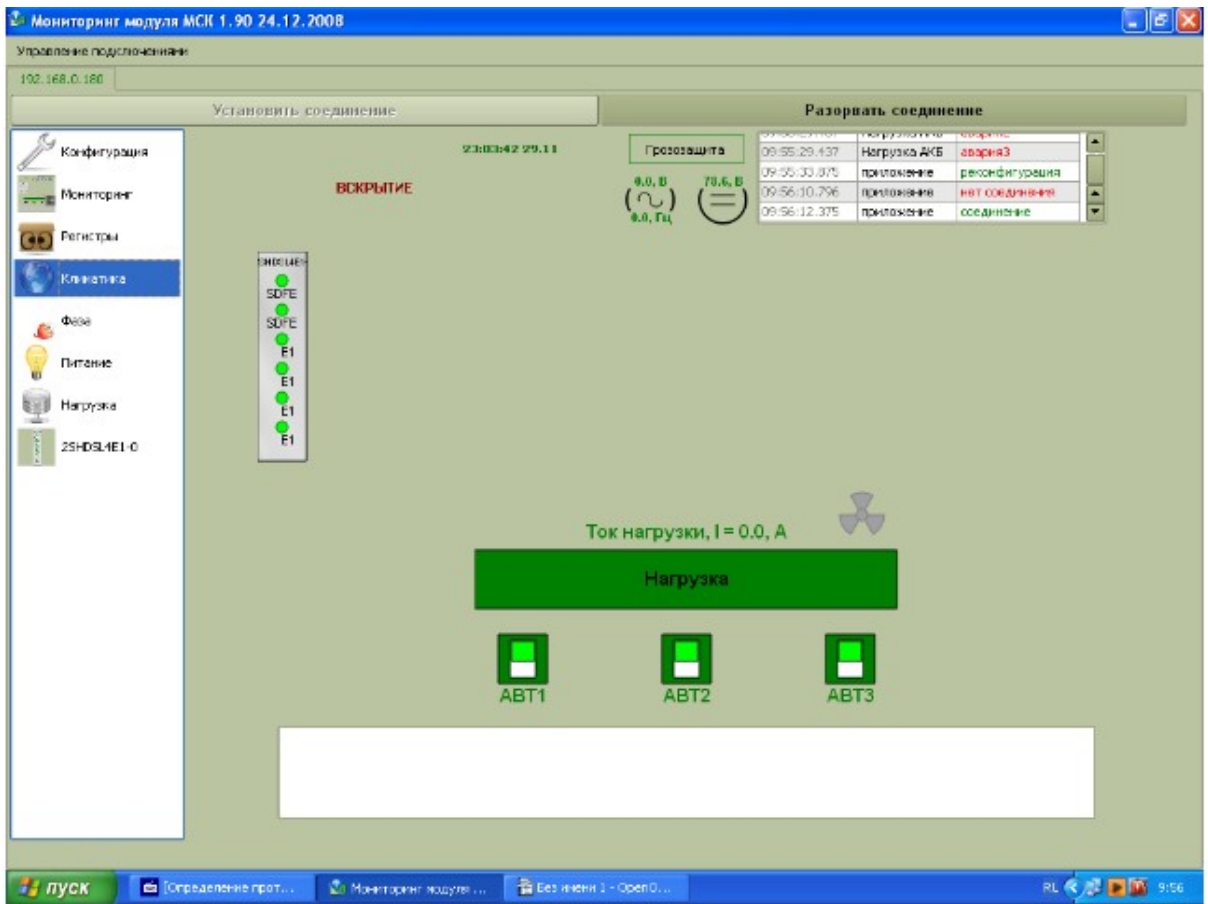 Мониторинг модуля МСК 1.90 24.12.2008
Управление подключениями
192.168.0.180
Установить соединение
Разорвать соединение
Конфигурация
Мониторинг
Регистры
Климатика
Фаза
Питание
Нагрузка
2SHDSL4E1-0
23:03:42 29.11
ВСКРЫТИЕ
Грозозащита
0.0, В
78.6, В
0.0, Гц
09:55:29.437 Нагрузка АКБ авария3
09:55:33.875 приложение реконфигурация
09:56:10.796 приложение нет соединения
09:56:12.375 приложение соединение
SDFE
SDFE
E1
E1
E1
E1
Ток нагрузки, I = 0.0, А
Нагрузка
АВТ1
АВТ2
АВТ3
пуск
[Определение прот...
Мониторинг модуля ...
Без имени 1 - OpenO...
RL
9:56